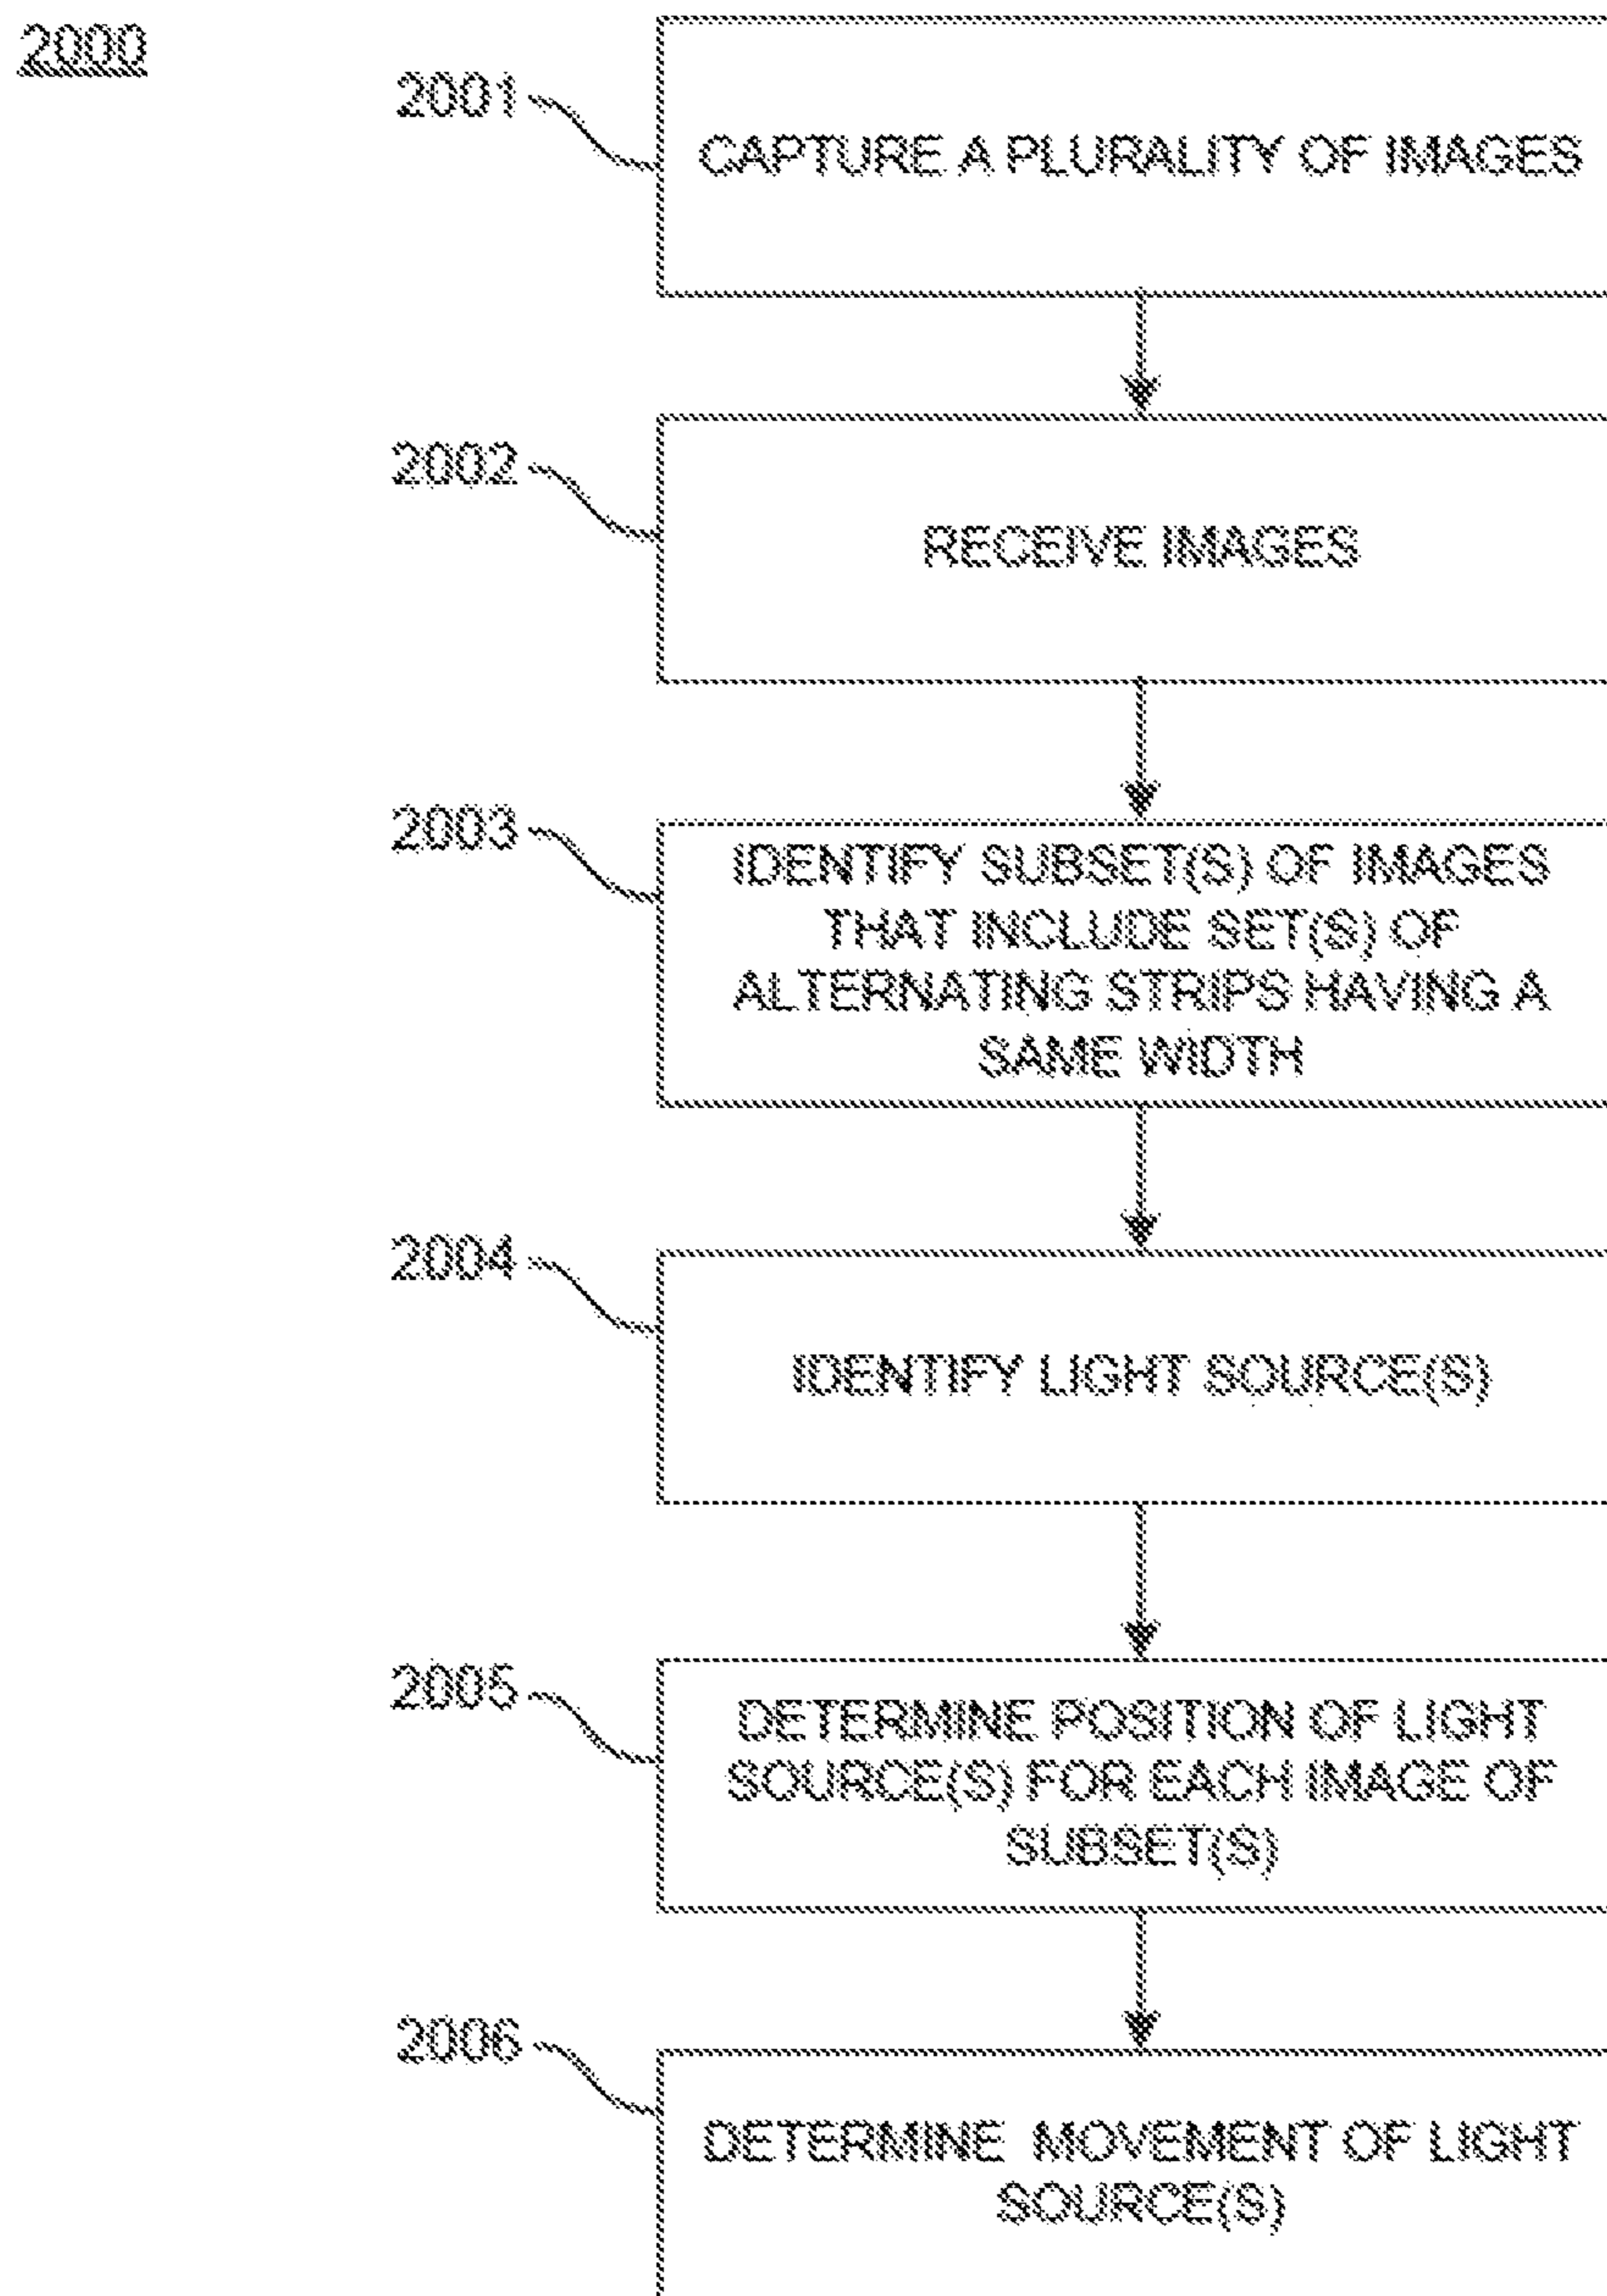 2000
2001
CAPTURE A PLURALITY OF IMAGES
2002
RECEIVE IMAGES
2003
IDENTIFY SUBSET(S) OF IMAGES
THAT INCLUDE SET(S) OF
ALTERNATING STRIPS HAVING A
SAME WIDTH
2004
IDENTIFY LIGHT SOURCE(S)
2005
DETERMINE POSITION OF LIGHT
SOURCE(S) FOR EACH IMAGE OF
SUBSET(S)
2006
DETERMINE MOVEMENT OF LIGHT
SOURCE(S)